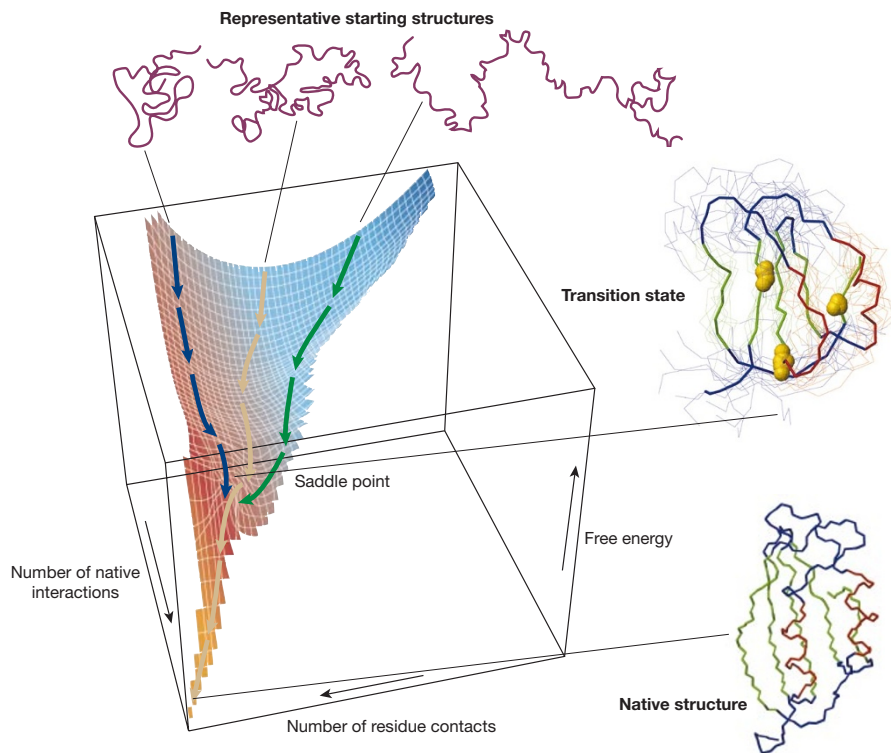 Representative starting structures
Transition state
Saddle point
Free energy
Number of native
interactions
Number of residue contacts
Native structure